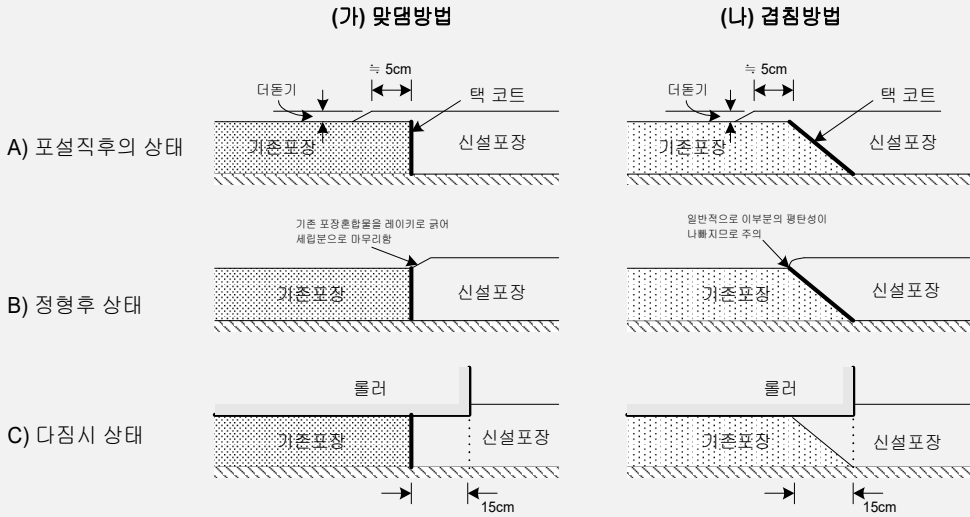 (가) 맞댐방법
(나) 겹침방법
≒ 5cm
더돋기
택 코트
≒ 5cm
더돋기
택 코트
A) 포설직후의 상태
기존포장
신설포장
기존포장
신설포장
기존 포장혼합물을 레이키로 긁어
세립분으로 마무리함
일반적으로 이부분의 평탄성이
나빠지므로 주의
B) 정형후 상태
기존포장
신설포장
기존포장
신설포장
롤러
롤러
C) 다짐시 상태
기존포장
신설포장
기존포장
신설포장
15cm
15cm